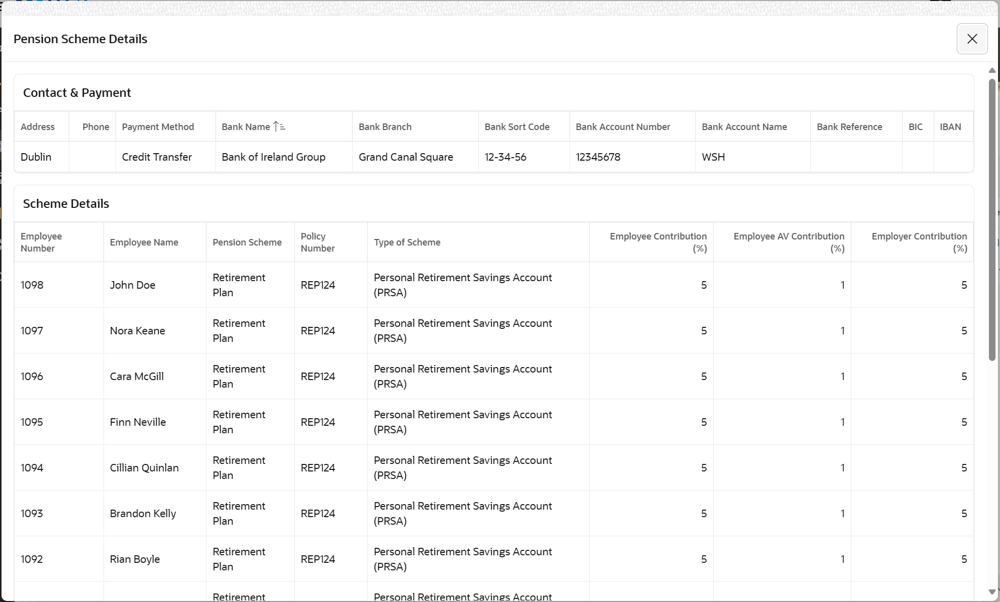 Pension Scheme Details
Contact & Payment
Address Phone Payment Method Bank Name Bank Branch Bank Sort Code Bank Account Number Bank Account Name Bank Reference BIC IBAN
Dublin Credit Transfer Bank of Ireland Group Grand Canal Square 12-34-56 12345678 WSH
Scheme Details
Employee Number Employee Name Pension Scheme Policy Number Type of Scheme Employee Contribution (%) Employee AV Contribution (%) Employer Contribution (%)
1098 John Doe Retirement Plan REP124 Personal Retirement Savings Account (PRSA) 5 1 5
1097 Nora Keane Retirement Plan REP124 Personal Retirement Savings Account (PRSA) 5 1 5
1096 Cara McGill Retirement Plan REP124 Personal Retirement Savings Account (PRSA) 5 1 5
1095 Finn Neville Retirement Plan REP124 Personal Retirement Savings Account (PRSA) 5 1 5
1094 Cillian Quinlan Retirement Plan REP124 Personal Retirement Savings Account (PRSA) 5 1 5
1093 Brandon Kelly Retirement Plan REP124 Personal Retirement Savings Account (PRSA) 5 1 5
1092 Rian Boyle Retirement Plan REP124 Personal Retirement Savings Account (PRSA) 5 1 5
Retirement Personal Retirement Savings Account